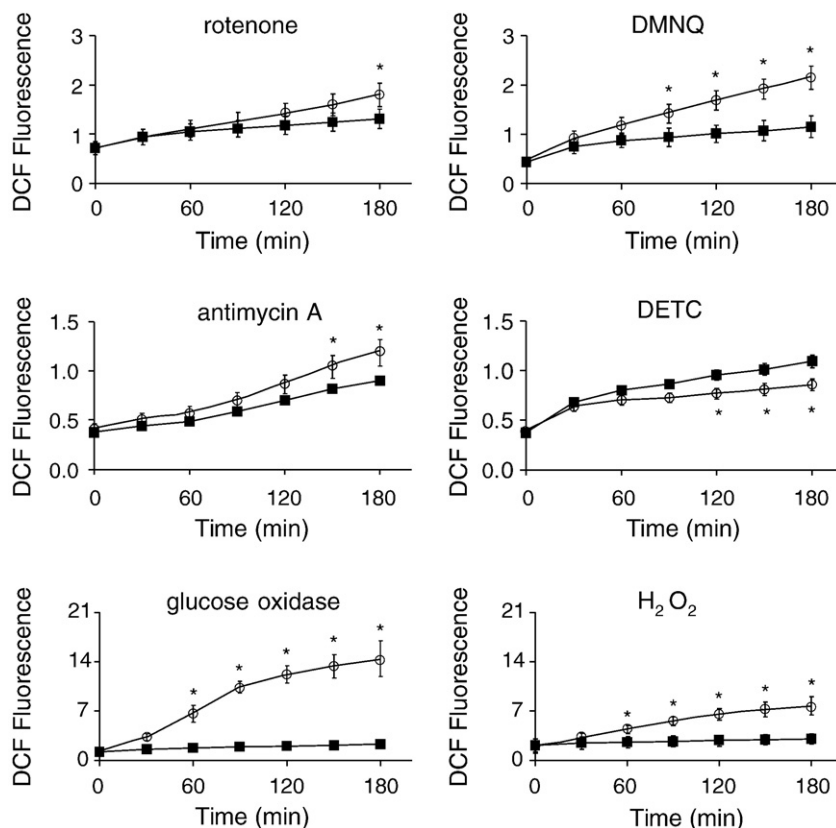 rotenone
DCF Fluorescence
3
2
1
0
*
0 60 120 180
Time (min)
DMNQ
DCF Fluorescence
3
2
1
0
* * * *
0 60 120 180
Time (min)
antimycin A
DCF Fluorescence
1.5
1.0
0.5
0.0
* *
0 60 120 180
Time (min)
DETC
DCF Fluorescence
1.5
1.0
0.5
0.0
* * *
0 60 120 180
Time (min)
glucose oxidase
DCF Fluorescence
21
14
7
0
* * * * *
0 60 120 180
Time (min)
H₂O₂
DCF Fluorescence
21
14
7
0
* * * * *
0 60 120 180
Time (min)